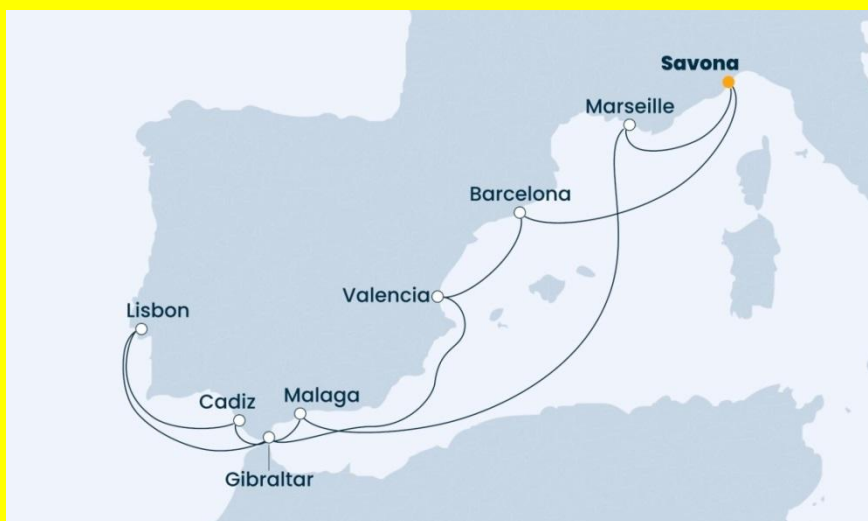 Savona
Marseille
Barcelona
Valencia
Lisbon
Cadiz
Malaga
Gibraltar